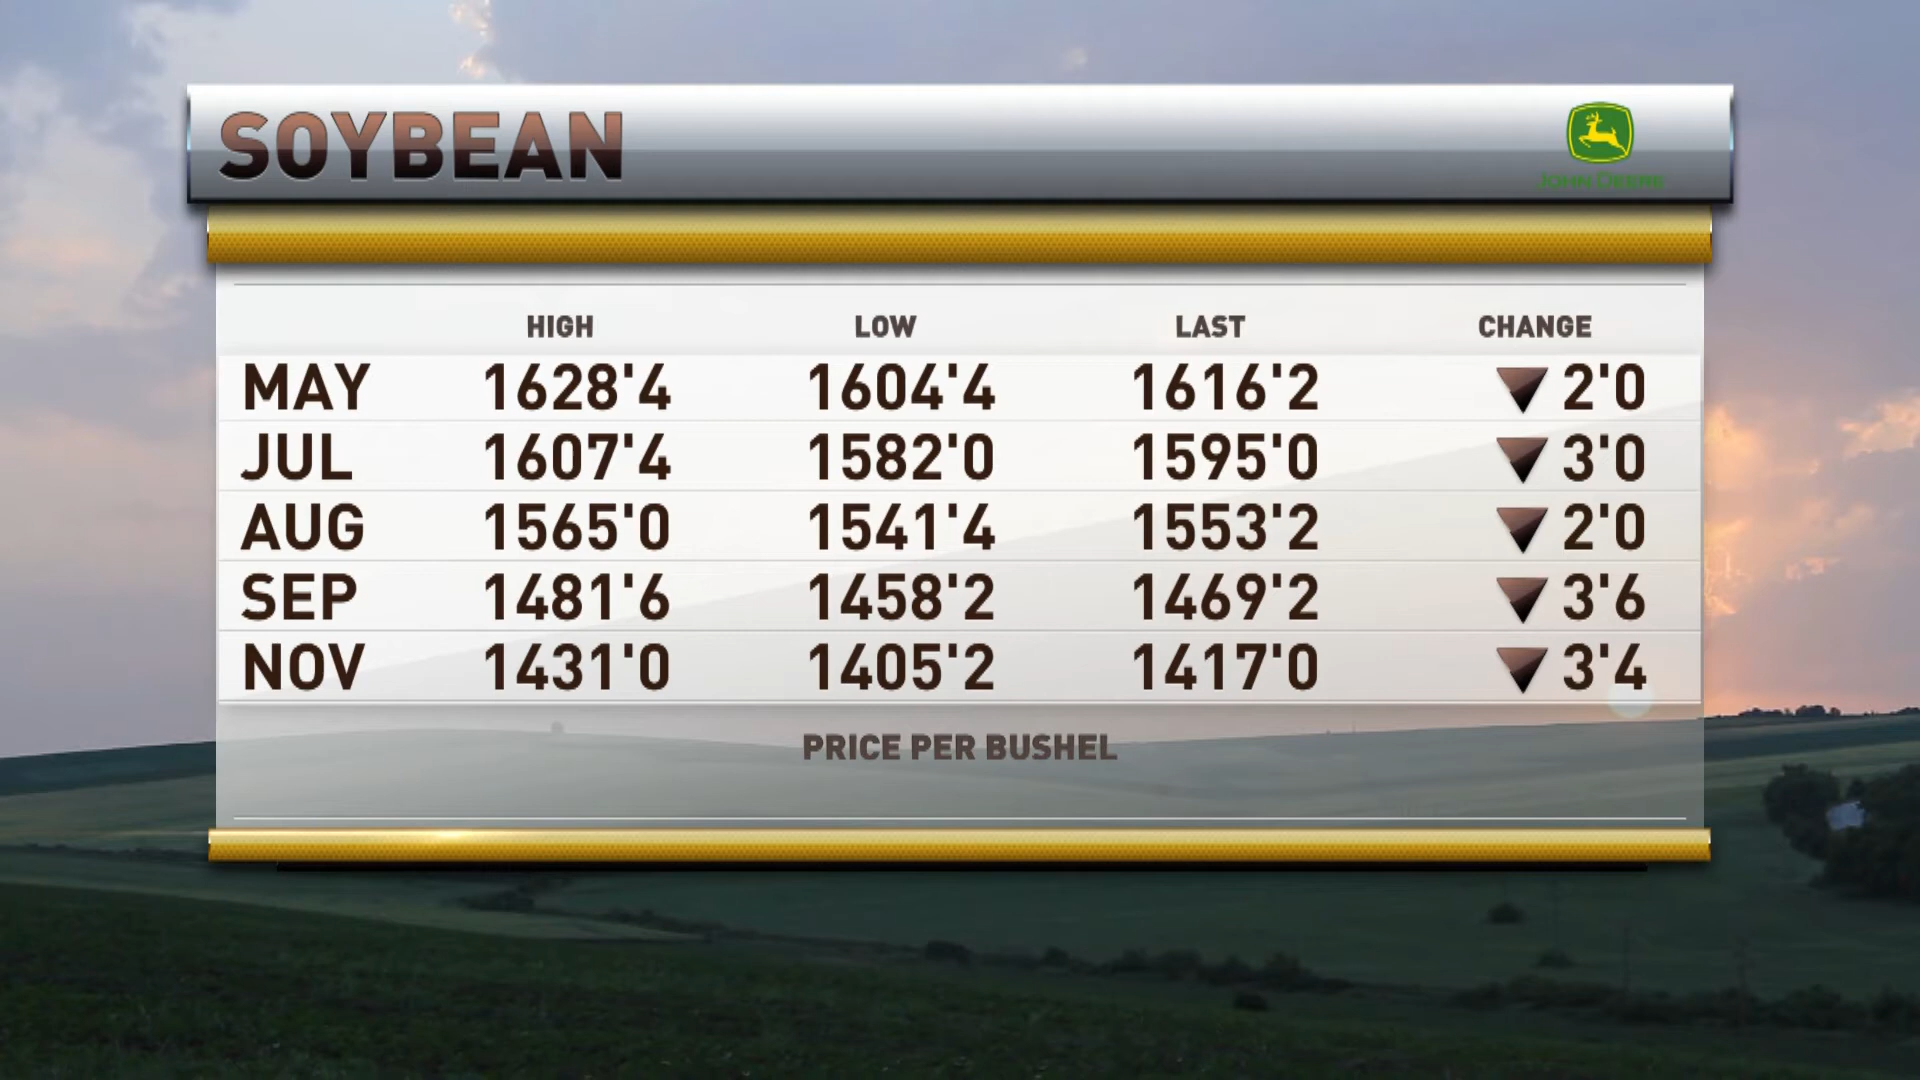 SOYBEAN
JOHN DEERE
HIGH LOW LAST CHANGE
MAY 1628'4 1604'4 1616'2 ▼ 2'0
JUL 1607'4 1582'0 1595'0 ▼ 3'0
AUG 1565'0 1541'4 1553'2 ▼ 2'0
SEP 1481'6 1458'2 1469'2 ▼ 3'6
NOV 1431'0 1405'2 1417'0 ▼ 3'4
PRICE PER BUSHEL